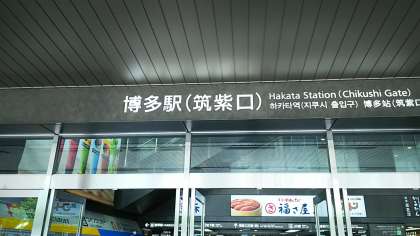 博多駅(筑紫口) Hakata Station (Chikushi Gate)
하카타역(지쿠시 출입구) 博多站(筑紫口
福さ屋